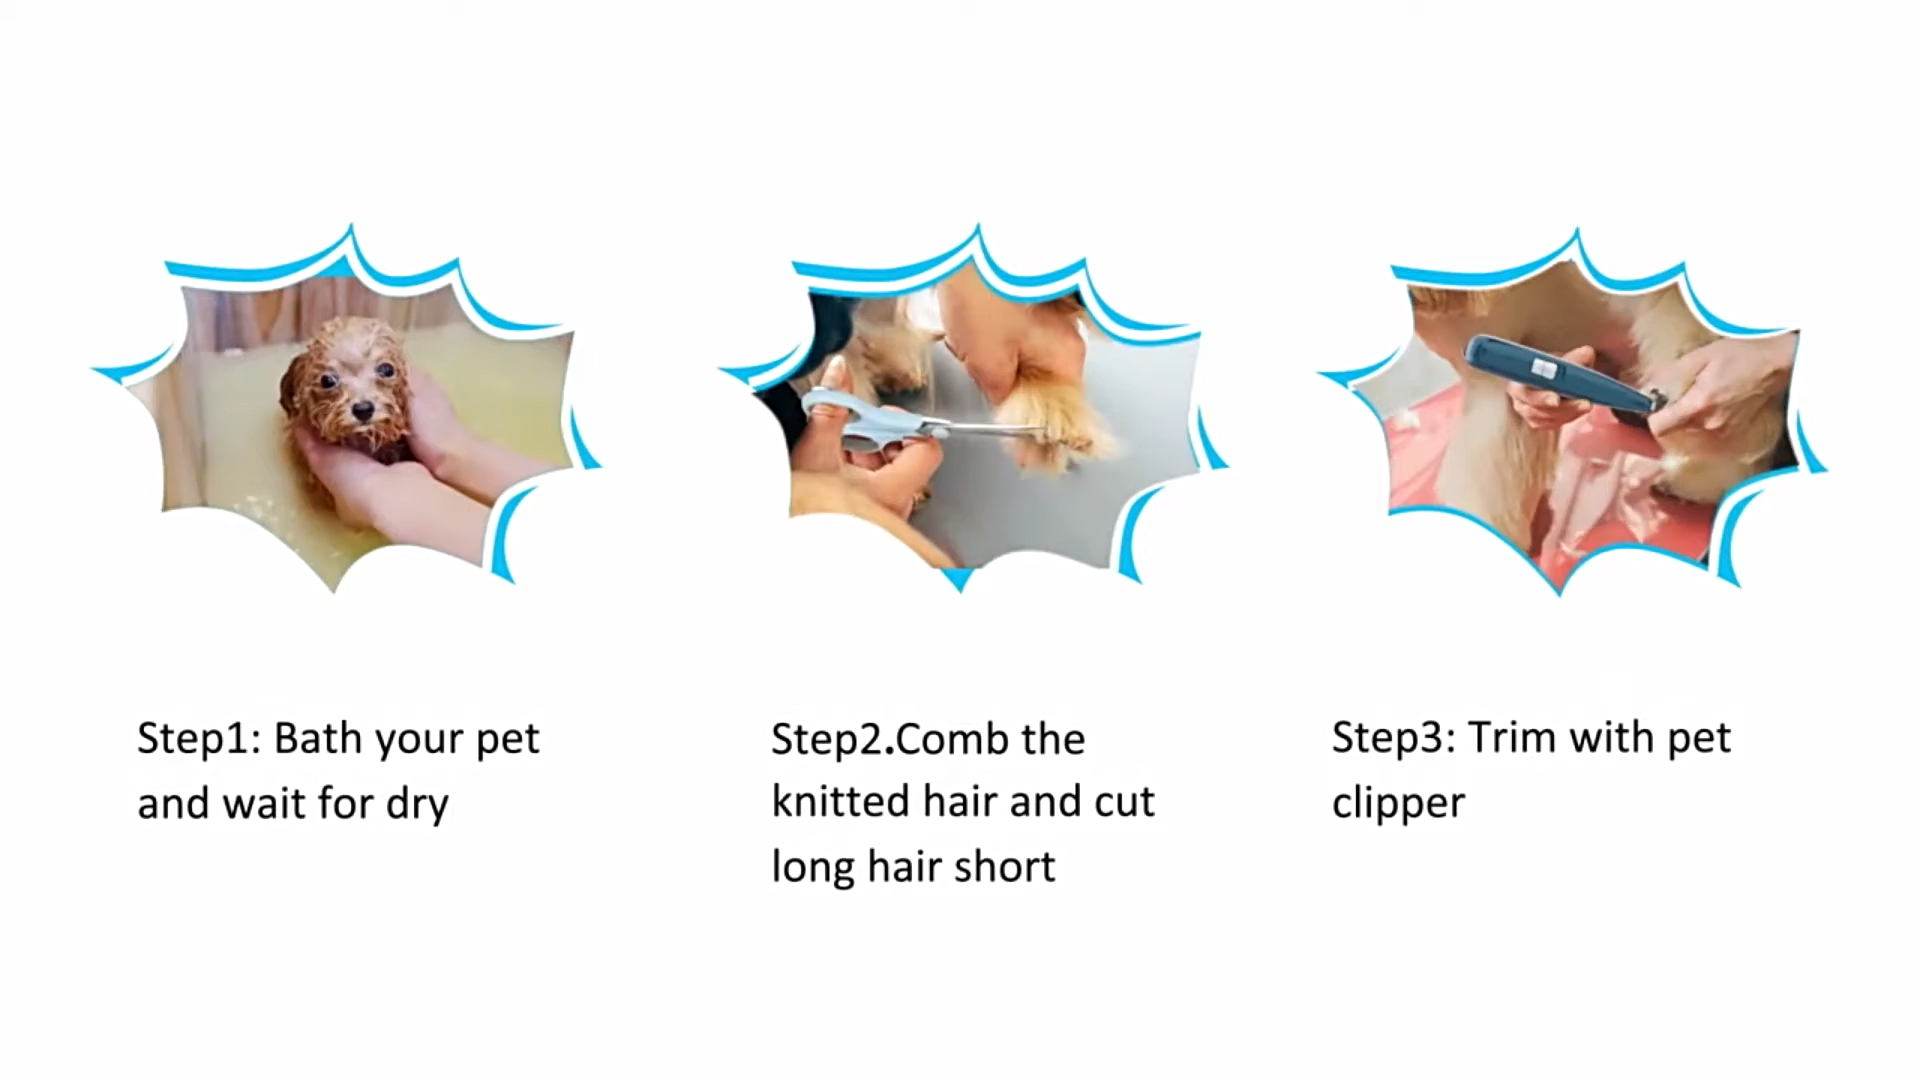 Step1: Bath your pet
and wait for dry
Step2.Comb the
knitted hair and cut
long hair short
Step3: Trim with pet
clipper